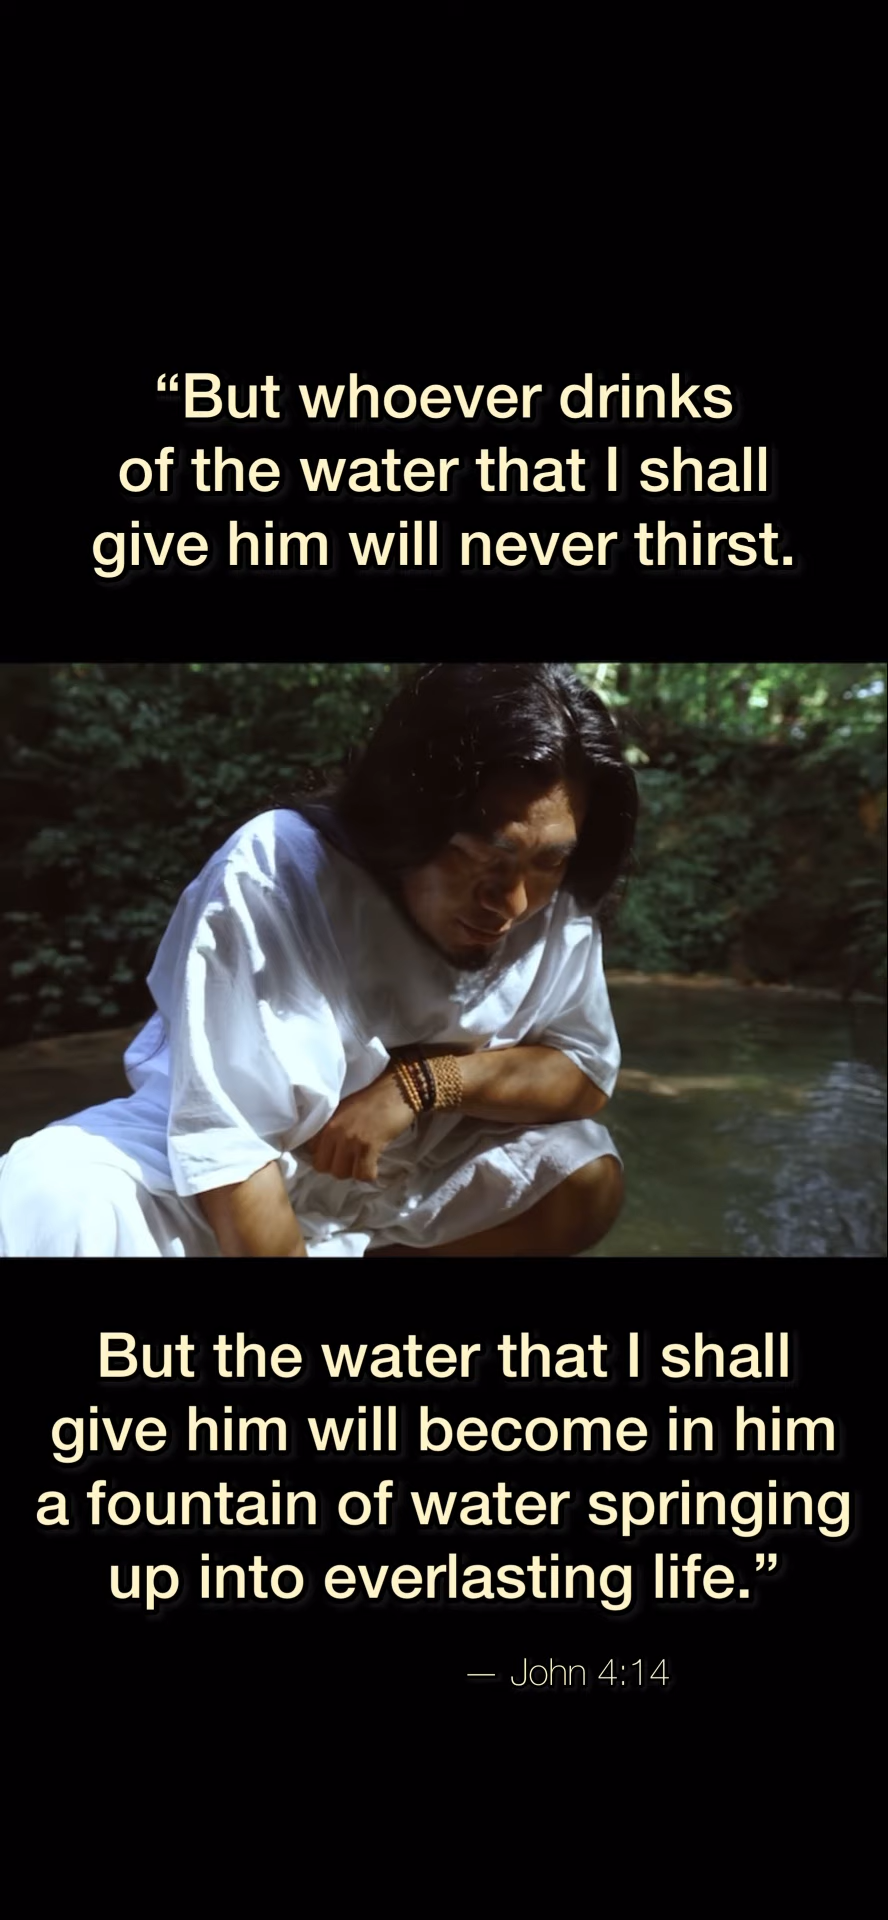 “But whoever drinks
of the water that I shall
give him will never thirst.
But the water that I shall
give him will become in him
a fountain of water springing
up into everlasting life.”
— John 4:14